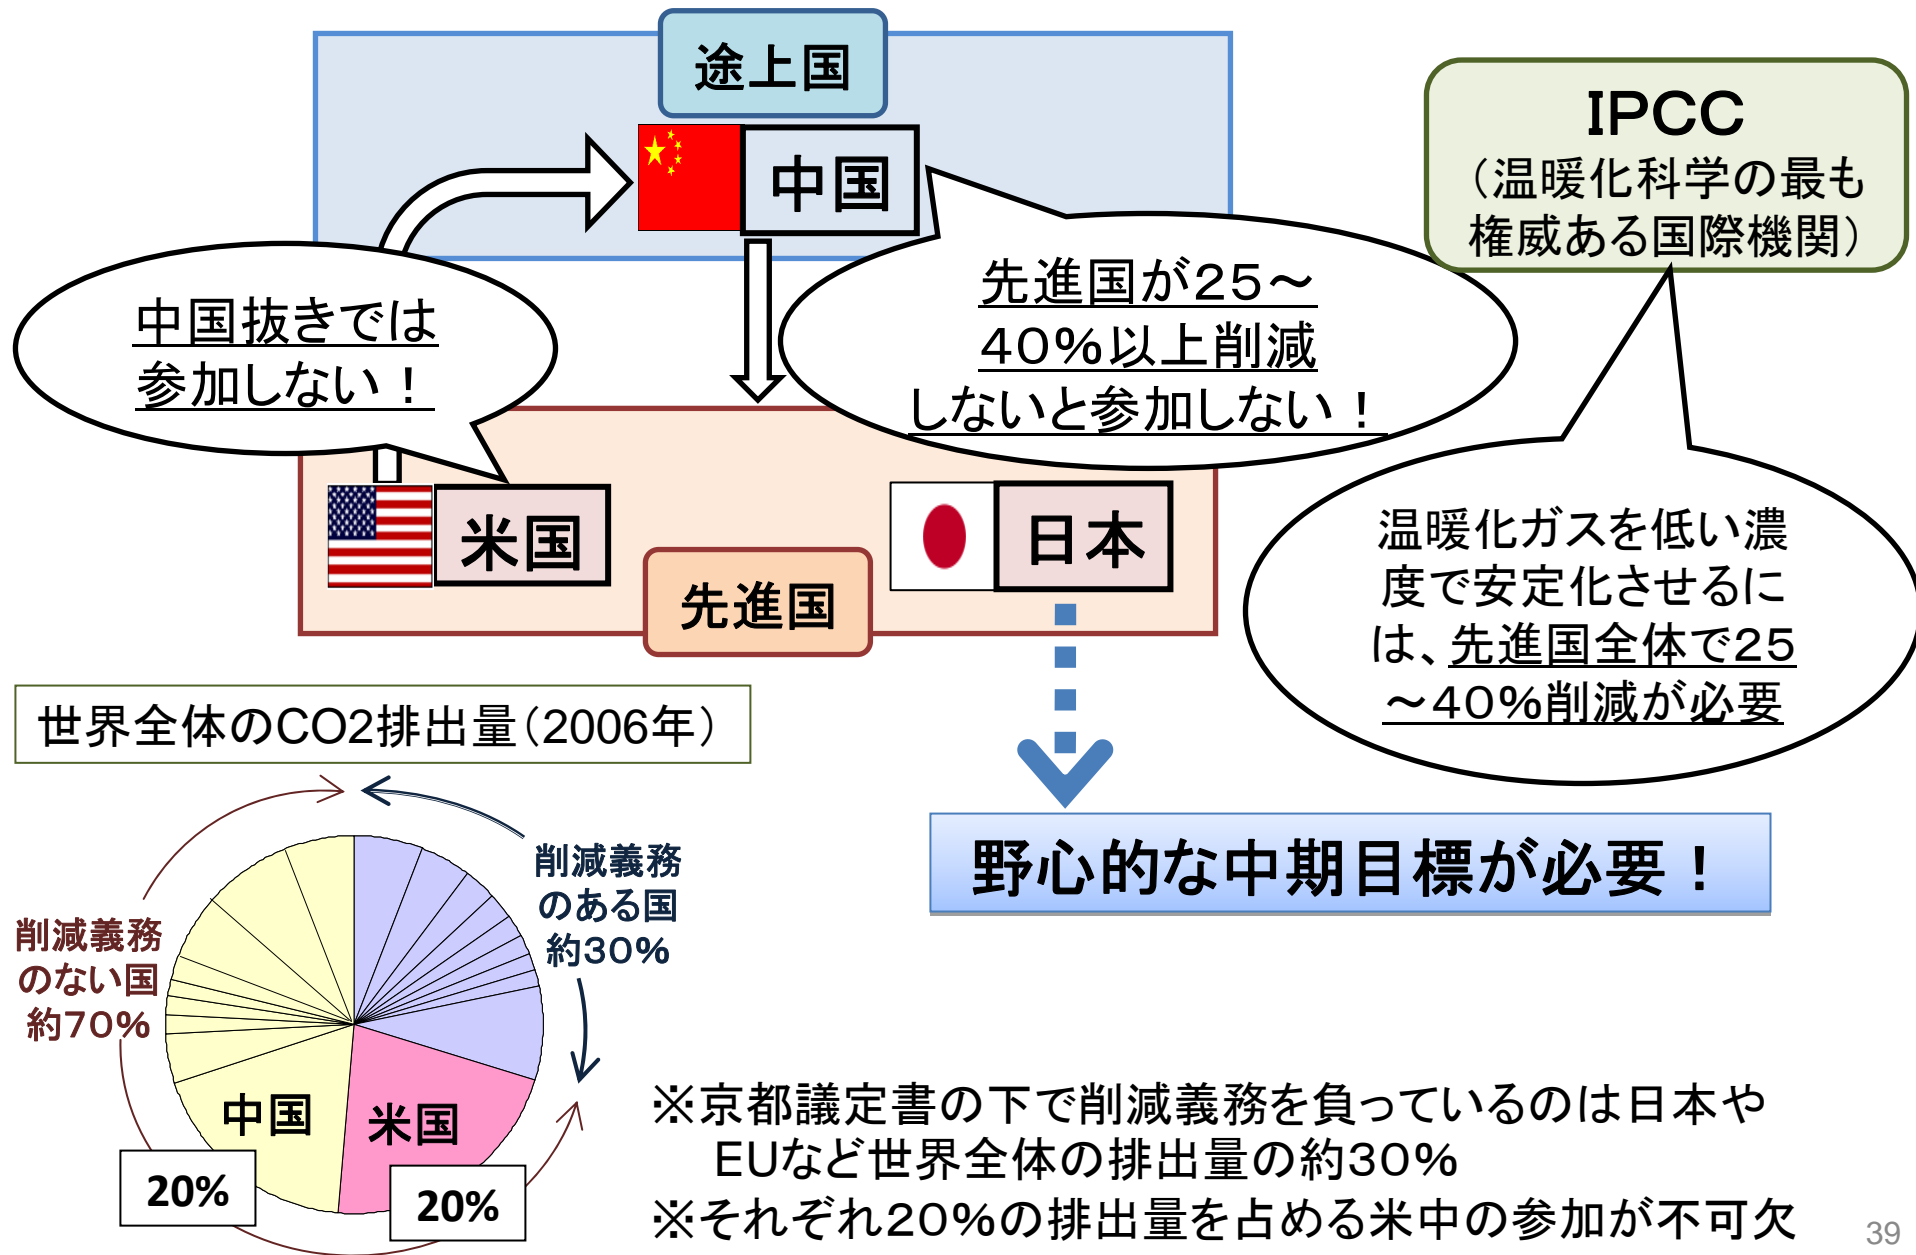 途上国
中国
IPCC
（温暖化科学の最も
権威ある国際機関）
中国抜きでは
参加しない！
先進国が２５～
４０％以上削減
しないと参加しない！
米国
日本
先進国
温暖化ガスを低い濃
度で安定化させるに
は、先進国全体で２５
～４０％削減が必要
野心的な中期目標が必要！
世界全体のCO2排出量（2006年）
削減義務
のある国
約３０％
削減義務
のない国
約７０％
中国
米国
20%
20%
※京都議定書の下で削減義務を負っているのは日本や
ＥＵなど世界全体の排出量の約３０％
※それぞれ２０％の排出量を占める米中の参加が不可欠
39